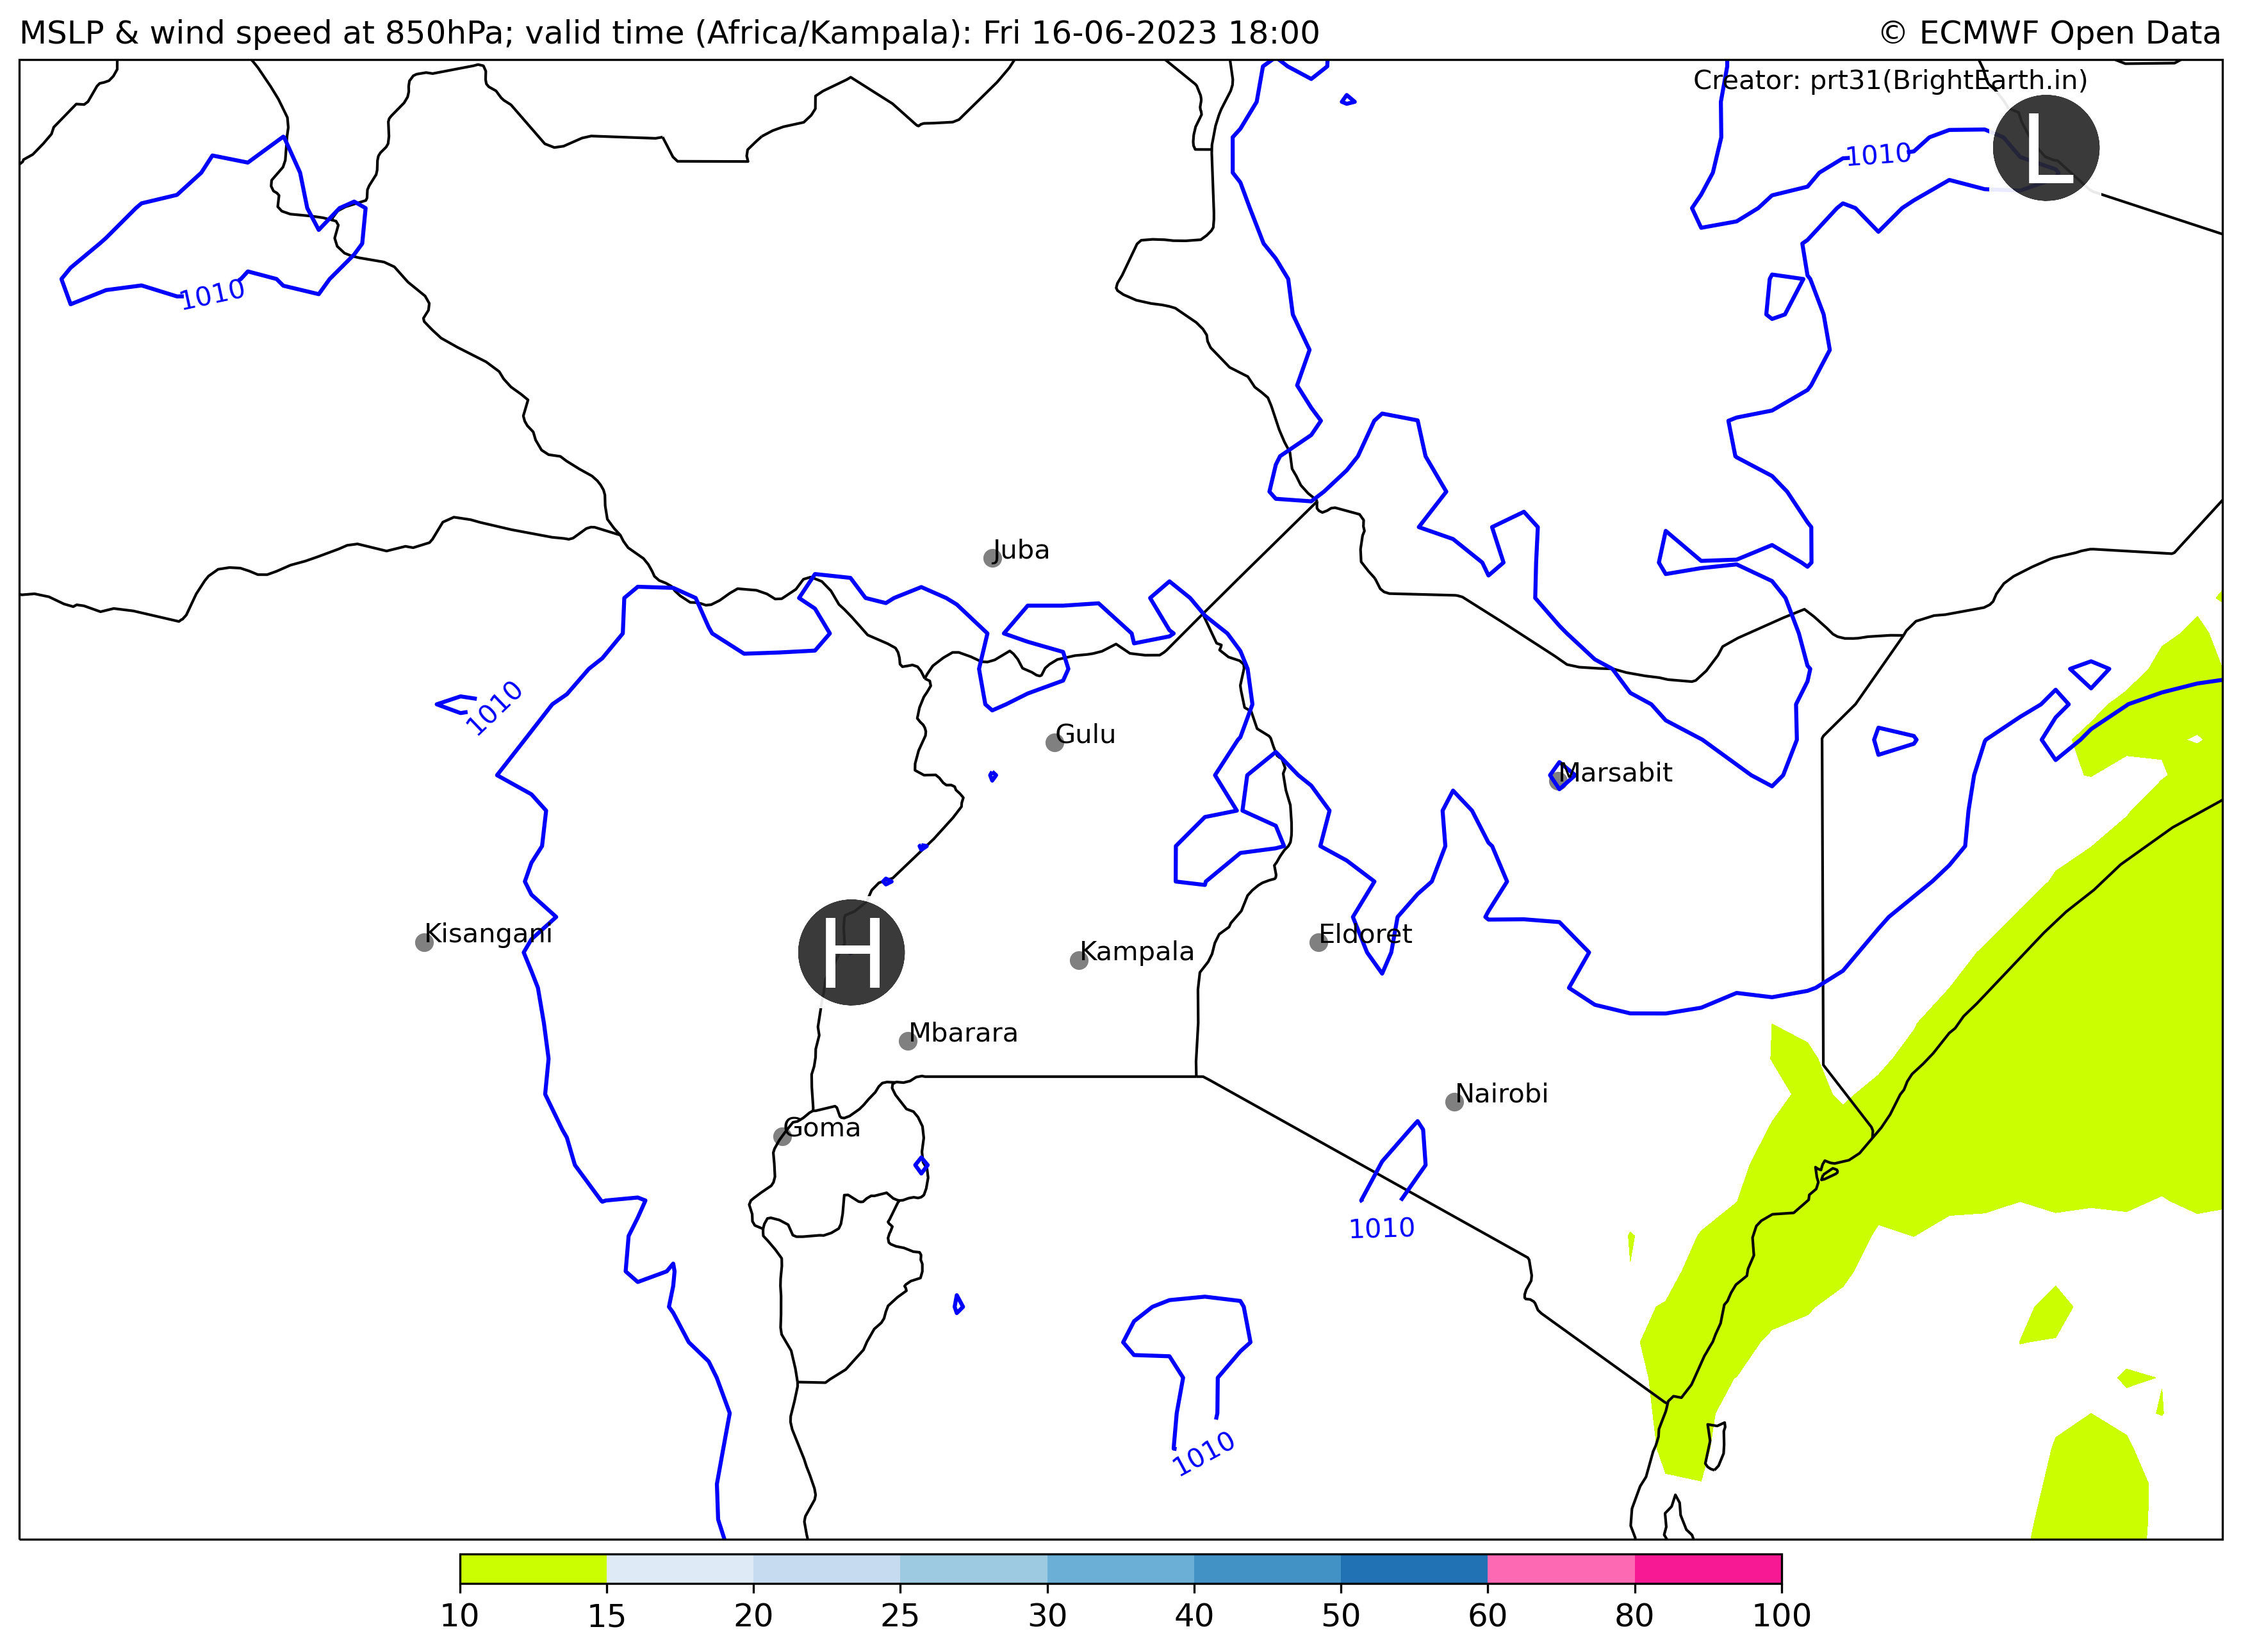 MSLP & wind speed at 850hPa; valid time (Africa/Kampala): Fri 16-06-2023 18:00
© ECMWF Open Data
Creator: prt31(BrightEarth.in)
L
1010
1010
Juba
1010
Gulu
Marsabit
Kisangani
H
Eldoret
Kampala
Mbarara
Nairobi
Goma
1010
1010
10 15 20 25 30 40 50 60 80 100